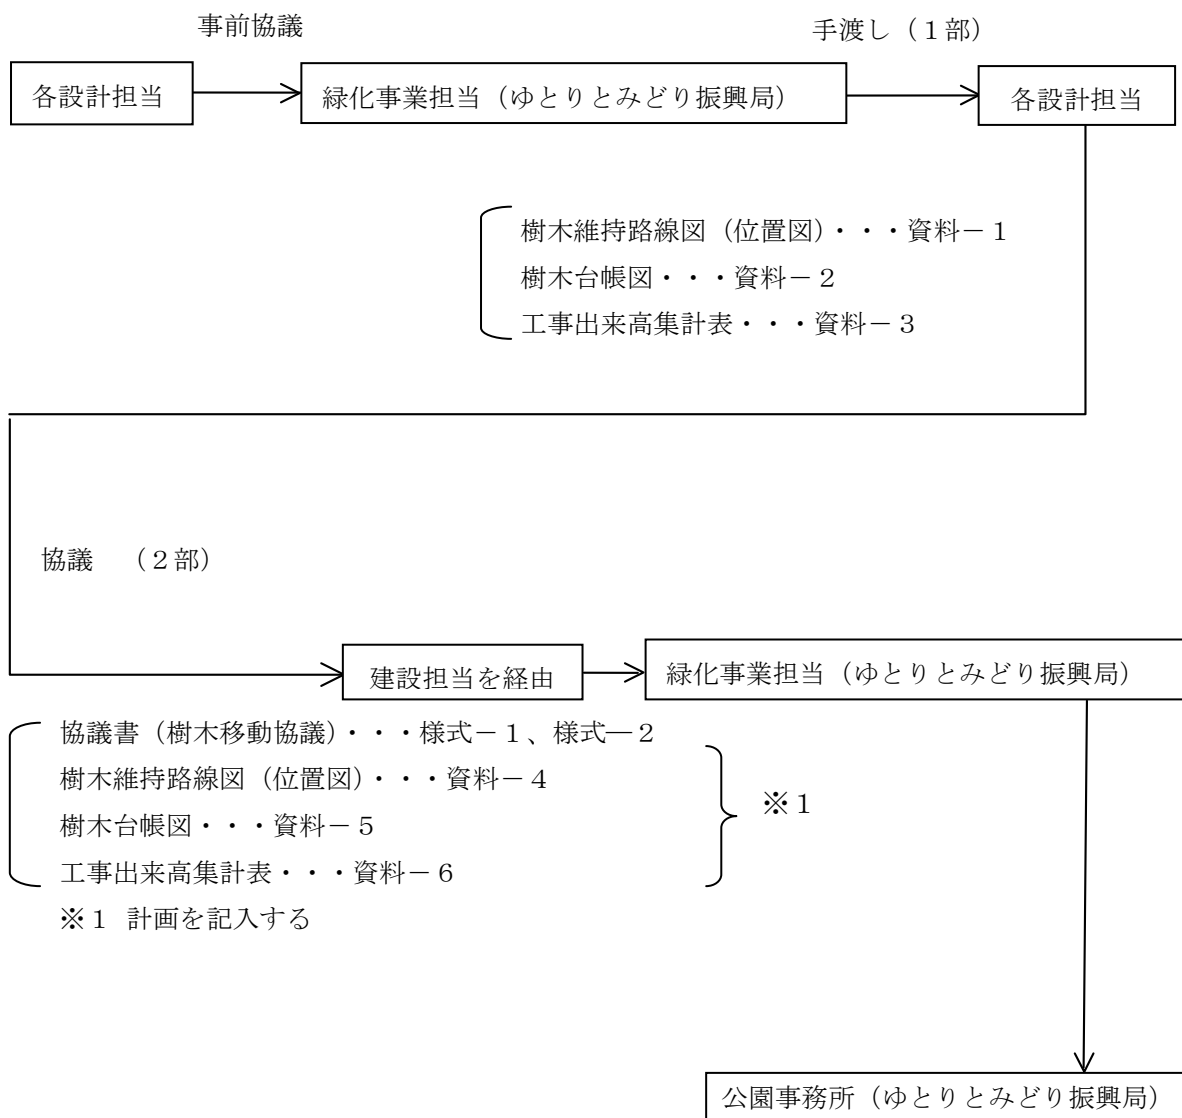 事前協議
手渡し（１部）
各設計担当
緑化事業担当（ゆとりとみどり振興局）
各設計担当
樹木維持路線図（位置図）・・・資料－１
樹木台帳図・・・資料－２
工事出来高集計表・・・資料－３
協議　（２部）
建設担当を経由
緑化事業担当（ゆとりとみどり振興局）
協議書（樹木移動協議）・・・様式－１、様式―２
樹木維持路線図（位置図）・・・資料－４
樹木台帳図・・・資料－５
工事出来高集計表・・・資料－６
※１
※１ 計画を記入する
公園事務所（ゆとりとみどり振興局）